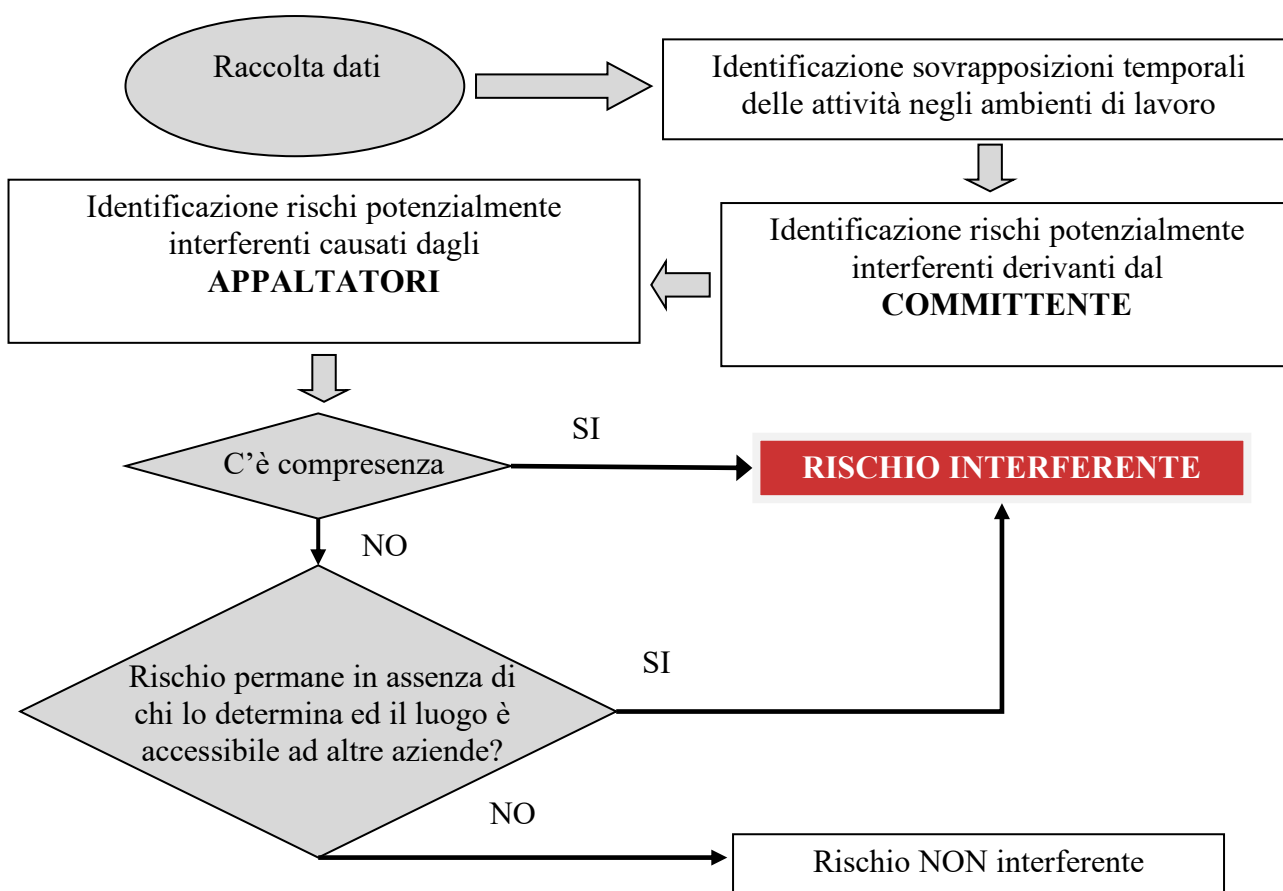 Raccolta dati
Identificazione sovrapposizioni temporali
delle attività negli ambienti di lavoro
Identificazione rischi potenzialmente
interferenti derivanti dal
COMMITTENTE
Identificazione rischi potenzialmente
interferenti causati dagli
APPALTATORI
C’è compresenza
SI
RISCHIO INTERFERENTE
NO
Rischio permane in assenza di
chi lo determina ed il luogo è
accessibile ad altre aziende?
SI
NO
Rischio NON interferente